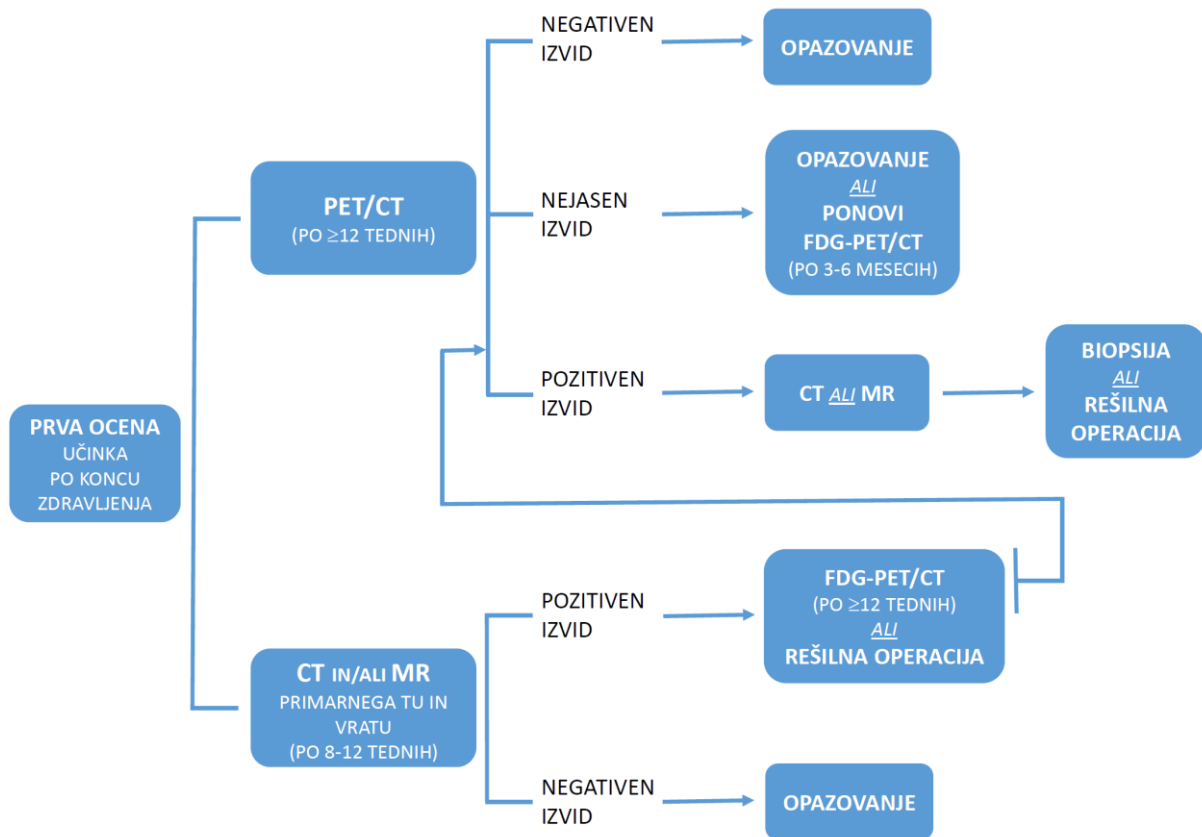 PRVA OCENA
UČINKA
PO KONCU
ZDRAVLJENJA
PET/CT
(PO ≥12 TEDNIH)
NEGATIVEN
IZVID
OPAZOVANJE
NEJASEN
IZVID
OPAZOVANJE
ALI
PONOVI
FDG-PET/CT
(PO 3-6 MESECIH)
POZITIVEN
IZVID
CT ALI MR
BIOPSIJA
ALI
REŠILNA
OPERACIJA
CT IN/ALI MR
PRIMARNEGA TU IN
VRATU
(PO 8-12 TEDNIH)
POZITIVEN
IZVID
FDG-PET/CT
(PO ≥12 TEDNIH)
ALI
REŠILNA OPERACIJA
NEGATIVEN
IZVID
OPAZOVANJE